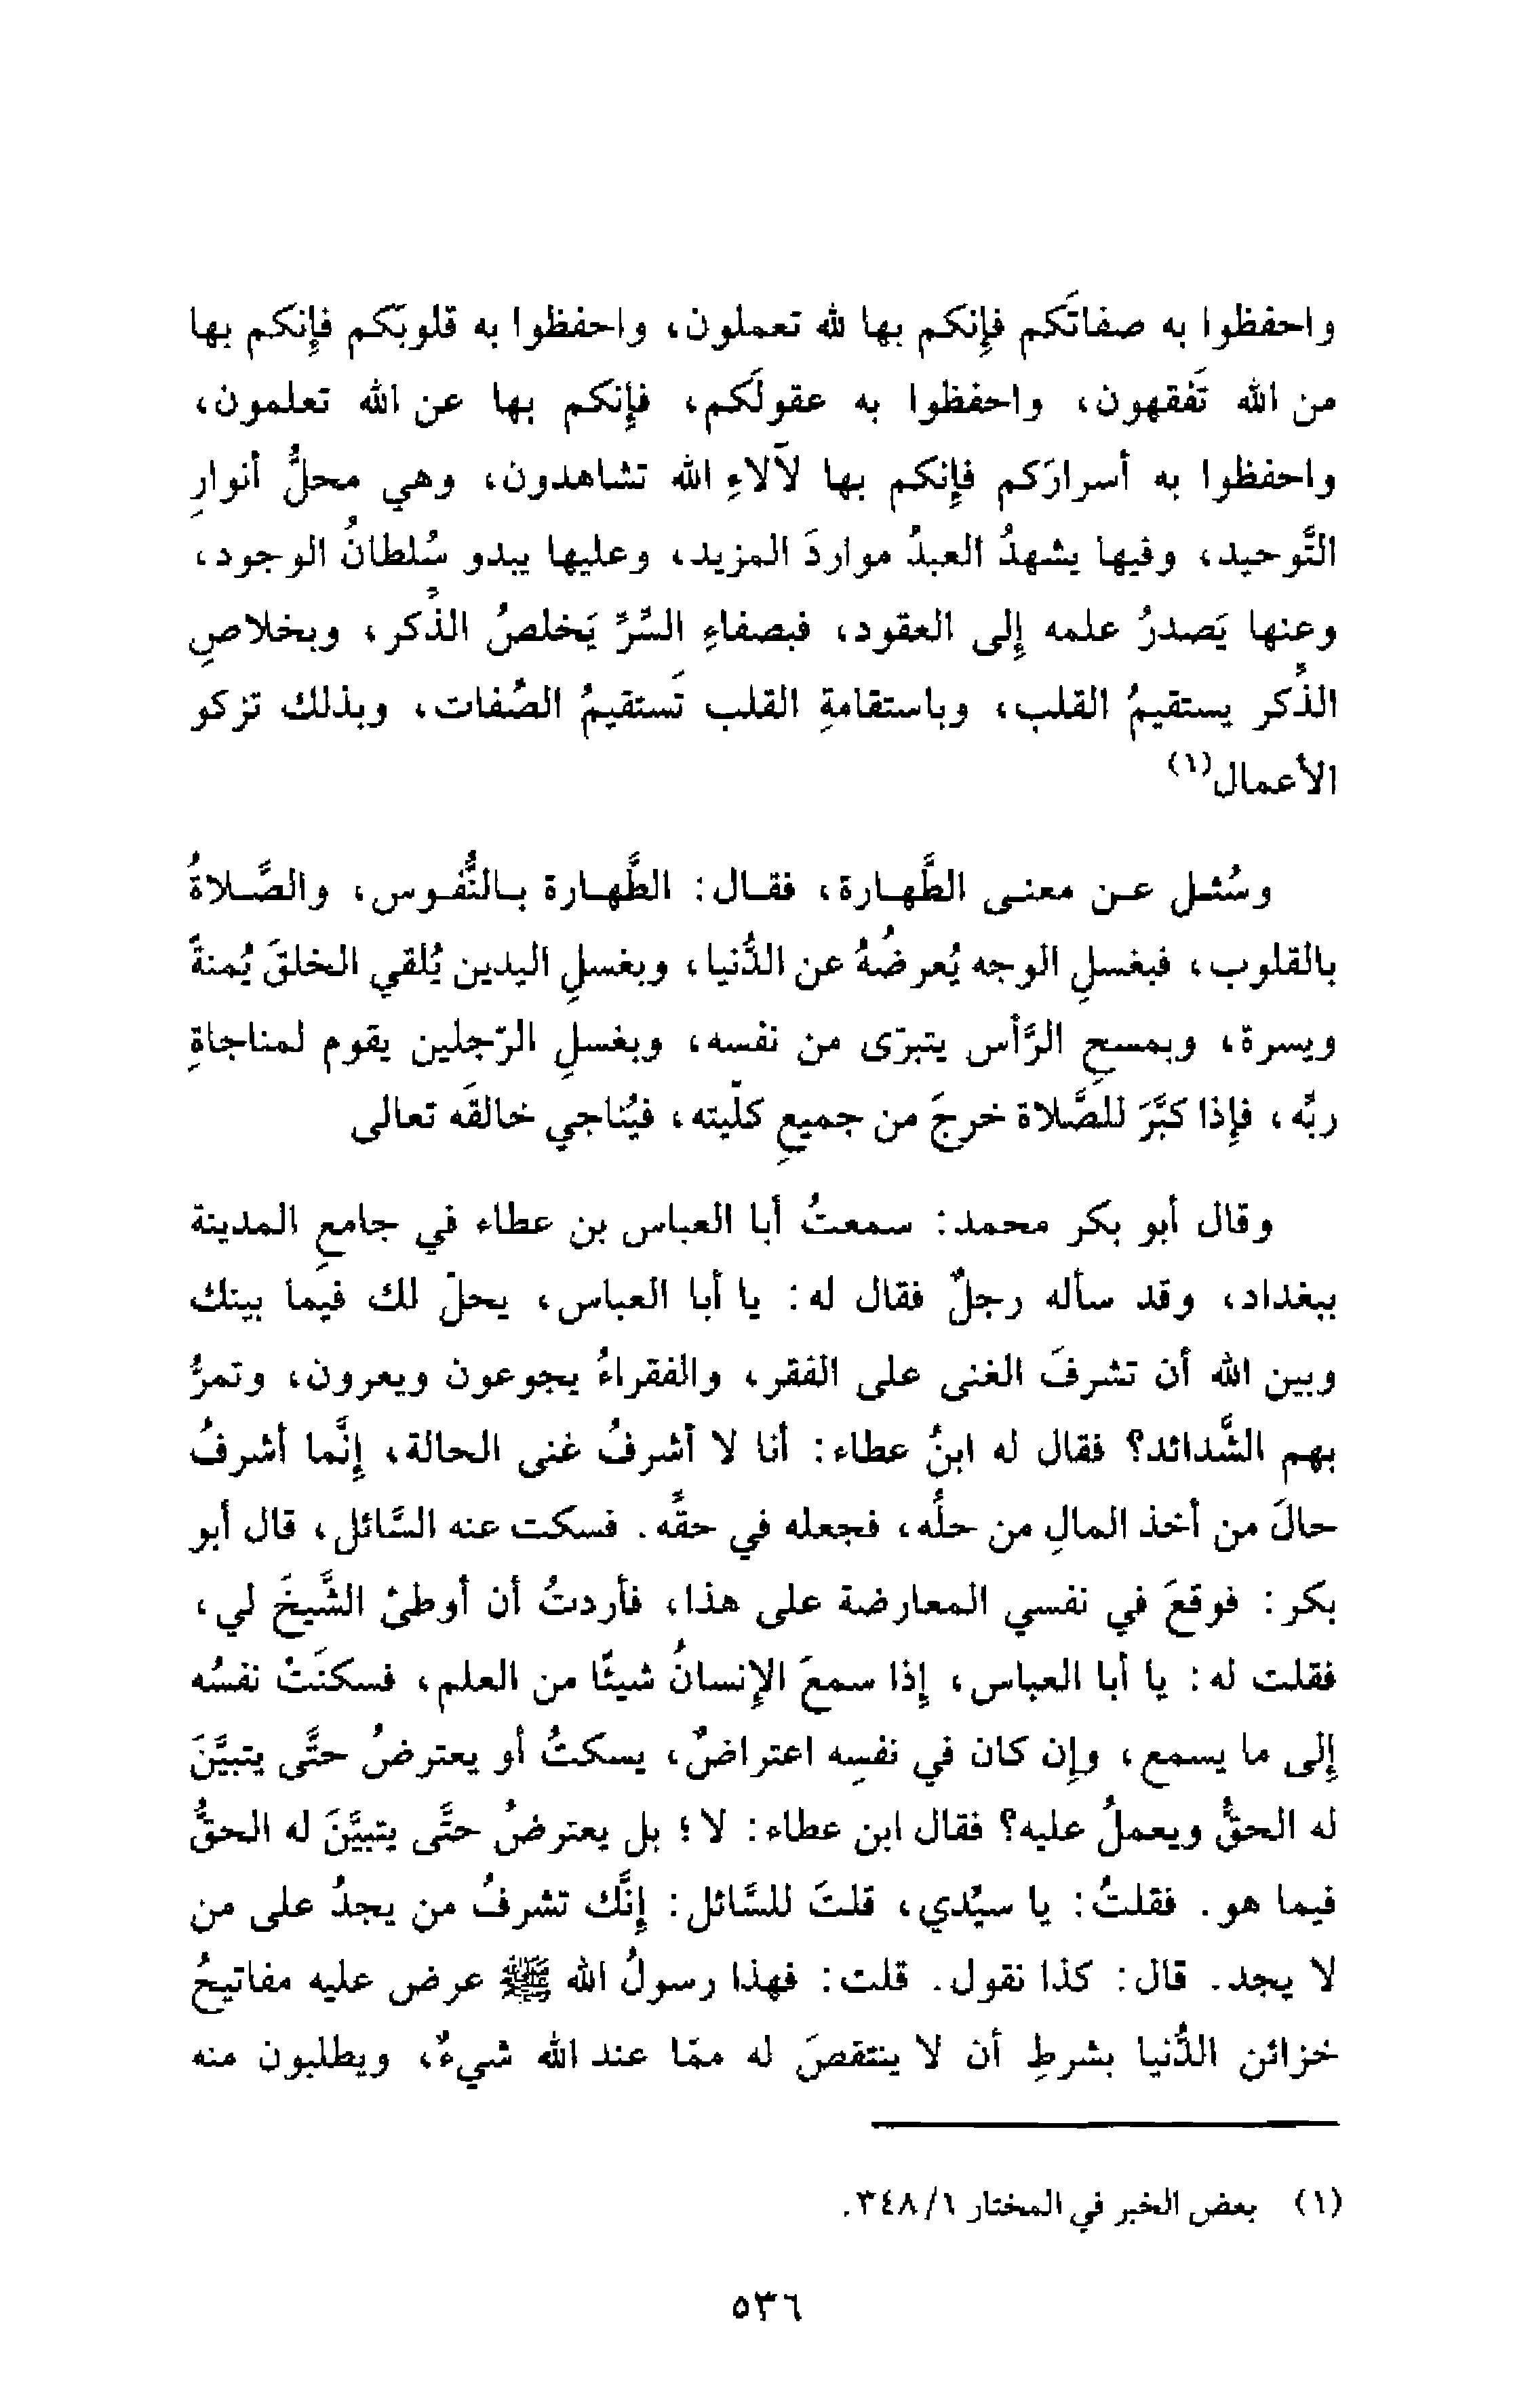 واحفظوا به صفاتَكم فإنكم بها لله تعملون، واحفظوا به قلوبَكم فإنكم بها
من الله تَفقهون، واحفظوا به عقولَكم، فإنكم بها عن الله تعلمون،
واحفظوا به أسرارَكم فإنكم بها لآلاءِ الله تشاهدون، وهي محلُّ أنوارِ
التَّوحيد، وفيها يشهدُ العبدُ مواردَ المزيد، وعليها يبدو سُلطانُ الوجود،
وعنها يَصدرُ علمه إلى العقود، فبصفاءِ السِّرِّ يَخلصُ الذِّكر، وبخلاصِ
الذِّكر يستقيمُ القلب، وباستقامةِ القلب تَستقيمُ الصِّفات، وبذلك تزكو
الأعمال(١)
وسُئـل عـن معنـى الطَّهـارة، فقـال: الطَّهـارة بـالنُّفـوس، والصَّـلاةُ
بالقلوب، فبغسلِ الوجه يُعرضُهُ عن الدُّنيا، وبغسلِ اليدين يُلقي الخلقَ يُمنةً
ويسرة، وبمسحِ الرَّأس يتبرّى من نفسه، وبغسلِ الرّجلين يقوم لمناجاةِ
ربِّه، فإذا كبَّرَ للصَّلاة خرجَ من جميعِ كلّيته، فيُناجي خالقَه تعالى
وقال أبو بكر محمد: سمعتُ أبا العباس بن عطاء في جامعِ المدينة
ببغداد، وقد سأله رجلٌ فقال له: يا أبا العباس، يحلّ لك فيما بينك
وبين الله أن تشرفَ الغنى على الفقر، والفقراءُ يجوعون ويعرون، وتمرُّ
بهم الشَّدائد؟ فقال له ابنُ عطاء: أنا لا أشرفُ غنى الحالة، إنَّما أشرفُ
حالَ من أخذ المالِ من حلِّه، فجعله في حقِّه. فسكت عنه السَّائل، قال أبو
بكر: فوقعَ في نفسي المعارضة على هذا، فأردتُ أن أوطئ الشَّيخَ لي،
فقلت له: يا أبا العباس، إذا سمعَ الإنسانُ شيئًا من العلم، فسكنَتْ نفسُه
إلى ما يسمع، وإن كان في نفسِه اعتراضٌ، يسكتُ أو يعترضُ حتَّى يتبيَّنَ
له الحقُّ ويعملُ عليه؟ فقال ابن عطاء: لا؛ بل يعترضُ حتَّى يتبيَّنَ له الحقُّ
فيما هو. فقلتُ: يا سيِّدي، قلتَ للسَّائل: إنَّك تشرفُ من يجدُ على من
لا يجد. قال: كذا نقول. قلت: فهذا رسولُ الله ﷺ عرض عليه مفاتيحُ
خزائن الدُّنيا بشرطِ أن لا ينتقصَ له ممّا عند الله شيءٌ، ويطلبون منه
(١) بعض الخبر في المختار ٣٤٨/١.
٥٣٦